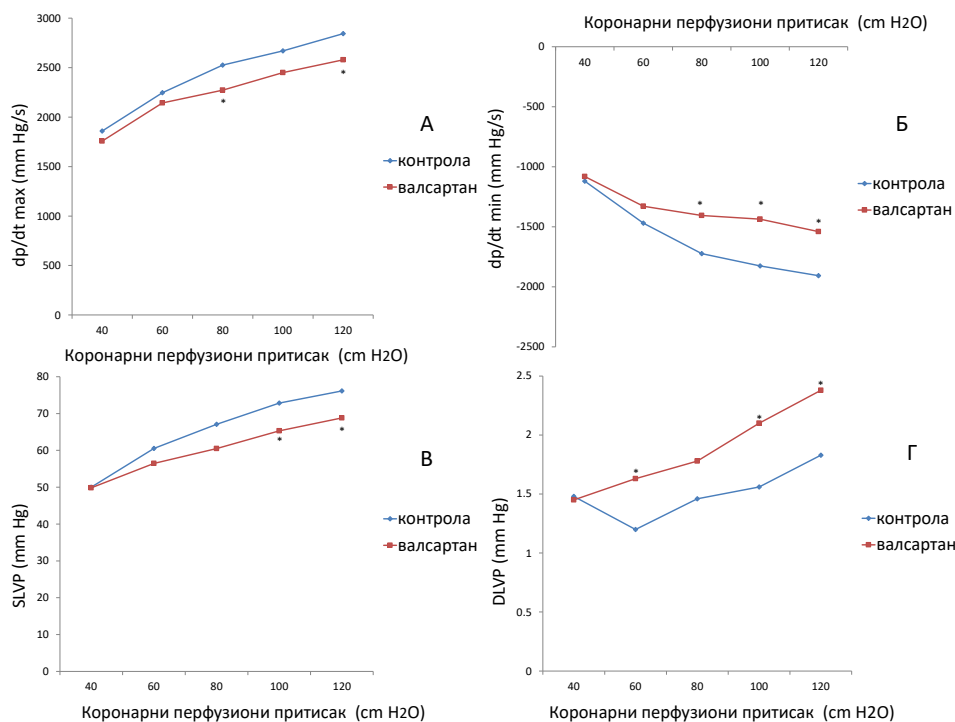 3000
2500
2000
1500
1000
500
0
dp/dt max (mm Hg/s)
40 60 80 100 120
Коронарни перфузиони притисак (cm H2O)
*
*
А
контрола
валсартан
Коронарни перфузиони притисак (cm H2O)
0
-500
-1000
-1500
-2000
-2500
dp/dt min (mm Hg/s)
40 60 80 100 120
* * *
Б
контрола
валсартан
80
70
60
50
40
30
20
10
0
SLVP (mm Hg)
40 60 80 100 120
Коронарни перфузиони притисак (cm H2O)
* *
В
контрола
валсартан
2.5
2
1.5
1
0.5
0
DLVP (mm Hg)
40 60 80 100 120
Коронарни перфузиони притисак (cm H2O)
* * *
Г
контрола
валсартан